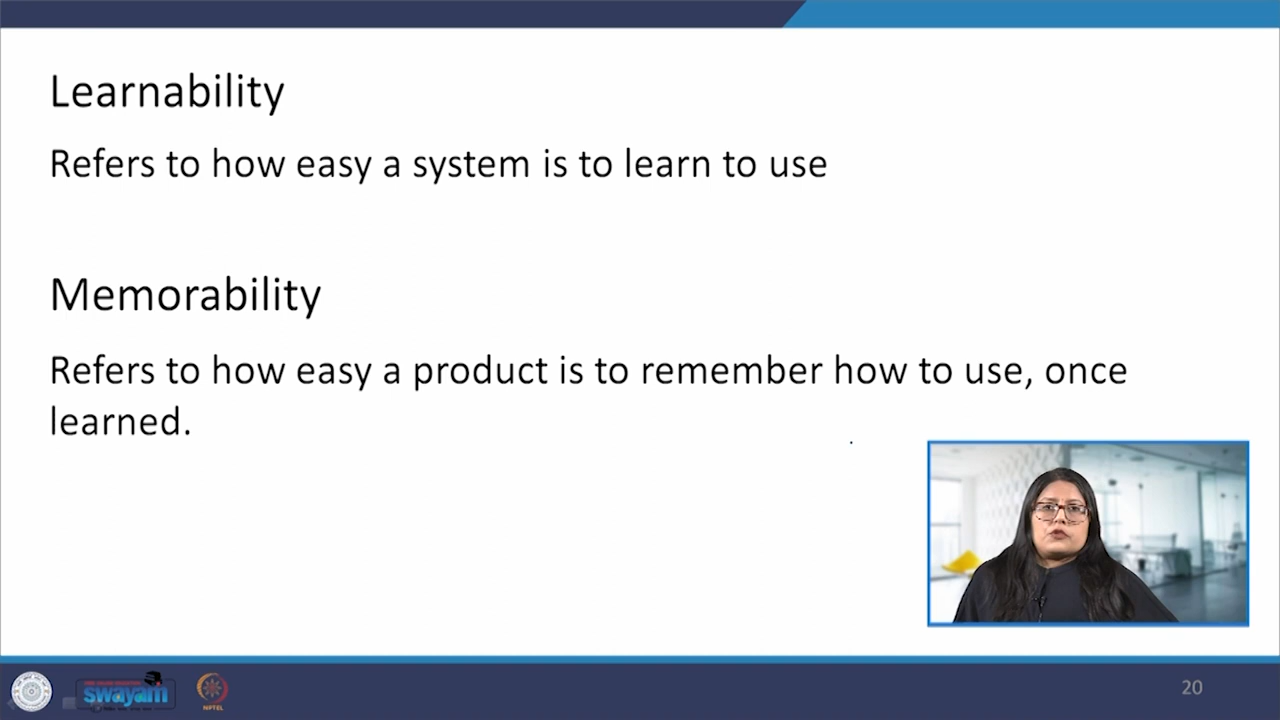 Learnability
Refers to how easy a system is to learn to use
Memorability
Refers to how easy a product is to remember how to use, once
learned.
swayam
NPTEL
20